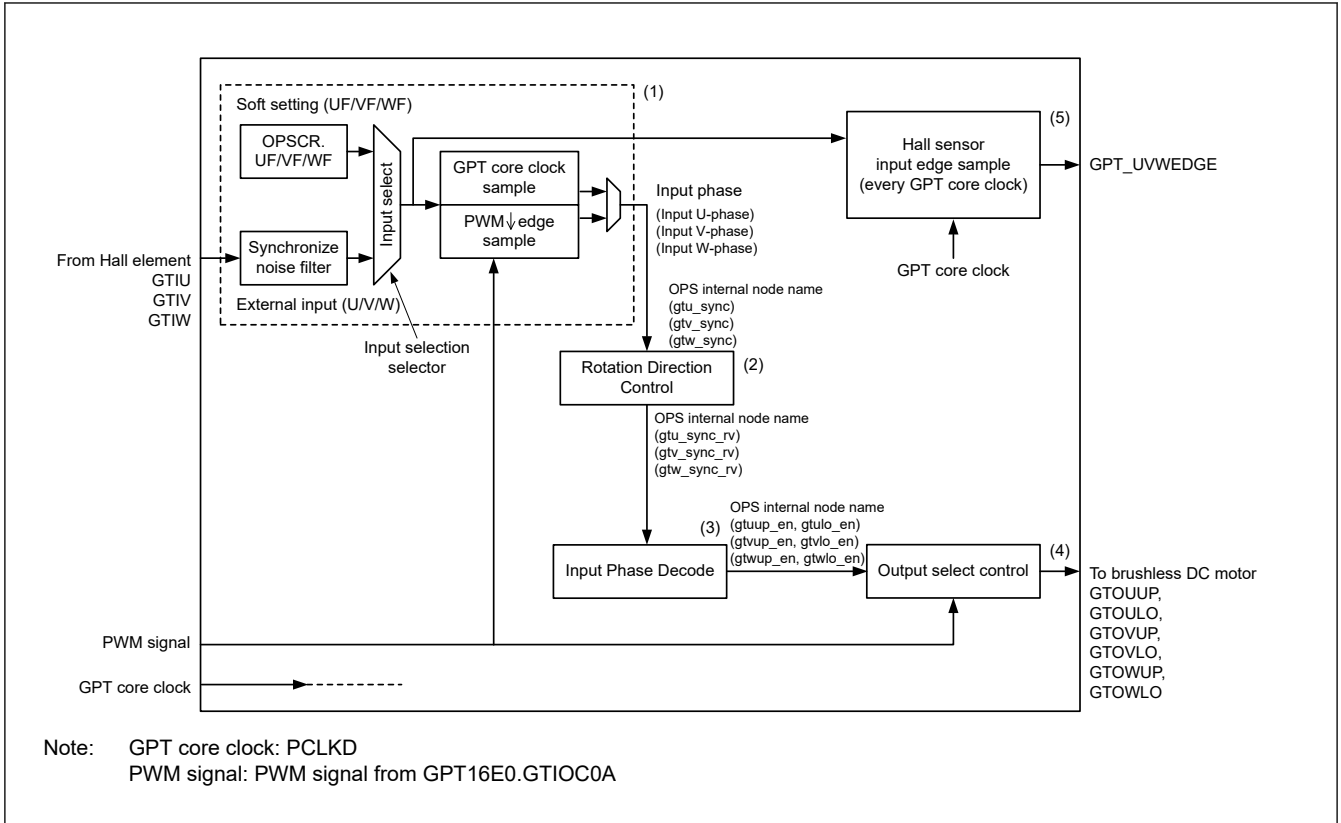 (1)
Soft setting (UF/VF/WF)
OPSCR.
UF/VF/WF
Input select
GPT core clock
sample
PWM↓edge
sample
Input phase
(Input U-phase)
(Input V-phase)
(Input W-phase)
(5)
Hall sensor
input edge sample
(every GPT core clock)
GPT_UVWEDGE
GPT core clock
From Hall element
GTIU
GTIV
GTIW
Synchronize
noise filter
External input (U/V/W)
Input selection
selector
OPS internal node name
(gtu_sync)
(gtv_sync)
(gtw_sync)
Rotation Direction
Control
(2)
OPS internal node name
(gtu_sync_rv)
(gtv_sync_rv)
(gtw_sync_rv)
OPS internal node name
(gtuup_en, gtulo_en)
(gtvup_en, gtvlo_en)
(gtwup_en, gtwlo_en)
(3)
Input Phase Decode
Output select control
(4)
To brushless DC motor
GTOUUP,
GTOULO,
GTOVUP,
GTOVLO,
GTOWUP,
GTOWLO
PWM signal
GPT core clock
Note: GPT core clock: PCLKD
PWM signal: PWM signal from GPT16E0.GTIOC0A